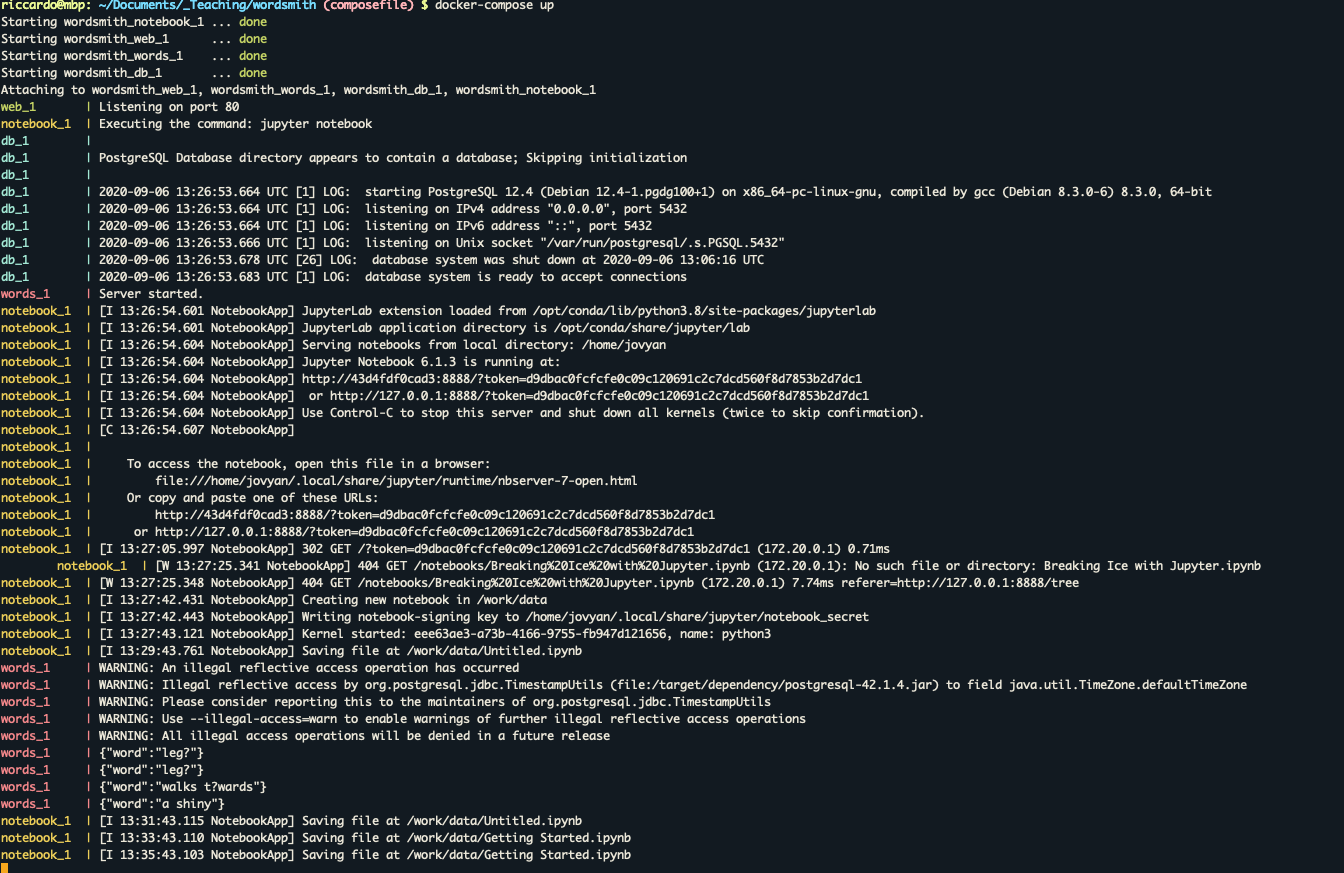 riccardo@mbp: ~/Documents/_Teaching/wordsmith (composefile) $ docker-compose up
Starting wordsmith_notebook_1 ... done
Starting wordsmith_web_1      ... done
Starting wordsmith_words_1    ... done
Starting wordsmith_db_1       ... done
Attaching to wordsmith_web_1, wordsmith_words_1, wordsmith_db_1, wordsmith_notebook_1
web_1       | Listening on port 80
notebook_1  | Executing the command: jupyter notebook
db_1        |
db_1        | PostgreSQL Database directory appears to contain a database; Skipping initialization
db_1        |
db_1        | 2020-09-06 13:26:53.664 UTC [1] LOG:  starting PostgreSQL 12.4 (Debian 12.4-1.pgdg100+1) on x86_64-pc-linux-gnu, compiled by gcc (Debian 8.3.0-6) 8.3.0, 64-bit
db_1        | 2020-09-06 13:26:53.664 UTC [1] LOG:  listening on IPv4 address "0.0.0.0", port 5432
db_1        | 2020-09-06 13:26:53.664 UTC [1] LOG:  listening on IPv6 address "::", port 5432
db_1        | 2020-09-06 13:26:53.666 UTC [1] LOG:  listening on Unix socket "/var/run/postgresql/.s.PGSQL.5432"
db_1        | 2020-09-06 13:26:53.678 UTC [26] LOG:  database system was shut down at 2020-09-06 13:06:16 UTC
db_1        | 2020-09-06 13:26:53.683 UTC [1] LOG:  database system is ready to accept connections
words_1     | Server started.
notebook_1  | [I 13:26:54.601 NotebookApp] JupyterLab extension loaded from /opt/conda/lib/python3.8/site-packages/jupyterlab
notebook_1  | [I 13:26:54.604 NotebookApp] JupyterLab application directory is /opt/conda/share/jupyter/lab
notebook_1  | [I 13:26:54.604 NotebookApp] Serving notebooks from local directory: /home/jovyan
notebook_1  | [I 13:26:54.604 NotebookApp] Jupyter Notebook 6.1.3 is running at:
notebook_1  | [I 13:26:54.604 NotebookApp] http://43d4fdf0cad3:8888/?token=d9dbac0fcfcfe0c09c120691c2c7dcd560f8d7853b2d7dc1
notebook_1  | [I 13:26:54.604 NotebookApp]  or http://127.0.0.1:8888/?token=d9dbac0fcfcfe0c09c120691c2c7dcd560f8d7853b2d7dc1
notebook_1  | [I 13:26:54.604 NotebookApp] Use Control-C to stop this server and shut down all kernels (twice to skip confirmation).
notebook_1  | [C 13:26:54.607 NotebookApp]
notebook_1  |
notebook_1  |     To access the notebook, open this file in a browser:
notebook_1  |         file:///home/jovyan/.local/share/jupyter/runtime/nbserver-7-open.html
notebook_1  |     Or copy and paste one of these URLs:
notebook_1  |         http://43d4fdf0cad3:8888/?token=d9dbac0fcfcfe0c09c120691c2c7dcd560f8d7853b2d7dc1
notebook_1  |      or http://127.0.0.1:8888/?token=d9dbac0fcfcfe0c09c120691c2c7dcd560f8d7853b2d7dc1
notebook_1  | [I 13:27:05.997 NotebookApp] 302 GET /?token=d9dbac0fcfcfe0c09c120691c2c7dcd560f8d7853b2d7dc1 (172.20.0.1) 0.71ms
        notebook_1  | [W 13:27:25.341 NotebookApp] 404 GET /notebooks/Breaking%20Ice%20with%20Jupyter.ipynb (172.20.0.1): No such file or directory: Breaking Ice with Jupyter.ipynb
notebook_1  | [W 13:27:25.348 NotebookApp] 404 GET /notebooks/Breaking%20Ice%20with%20Jupyter.ipynb (172.20.0.1) 7.74ms referer=http://127.0.0.1:8888/tree
notebook_1  | [I 13:27:42.431 NotebookApp] Creating new notebook in /work/data
notebook_1  | [I 13:27:42.443 NotebookApp] Writing notebook-signing key to /home/jovyan/.local/share/jupyter/notebook_secret
notebook_1  | [I 13:27:43.121 NotebookApp] Kernel started: eee63ae3-a73b-4166-9755-fb947d121656, name: python3
notebook_1  | [I 13:29:43.761 NotebookApp] Saving file at /work/data/Untitled.ipynb
words_1     | WARNING: An illegal reflective access operation has occurred
words_1     | WARNING: Illegal reflective access by org.postgresql.jdbc.TimestampUtils (file:/target/dependency/postgresql-42.1.4.jar) to field java.util.TimeZone.defaultTimeZone
words_1     | WARNING: Please consider reporting this to the maintainers of org.postgresql.jdbc.TimestampUtils
words_1     | WARNING: Use --illegal-access=warn to enable warnings of further illegal reflective access operations
words_1     | WARNING: All illegal access operations will be denied in a future release
words_1     | {"word":"leg?"}
words_1     | {"word":"leg?"}
words_1     | {"word":"walks t?wards"}
words_1     | {"word":"a shiny"}
notebook_1  | [I 13:31:43.115 NotebookApp] Saving file at /work/data/Untitled.ipynb
notebook_1  | [I 13:33:43.110 NotebookApp] Saving file at /work/data/Getting Started.ipynb
notebook_1  | [I 13:35:43.103 NotebookApp] Saving file at /work/data/Getting Started.ipynb